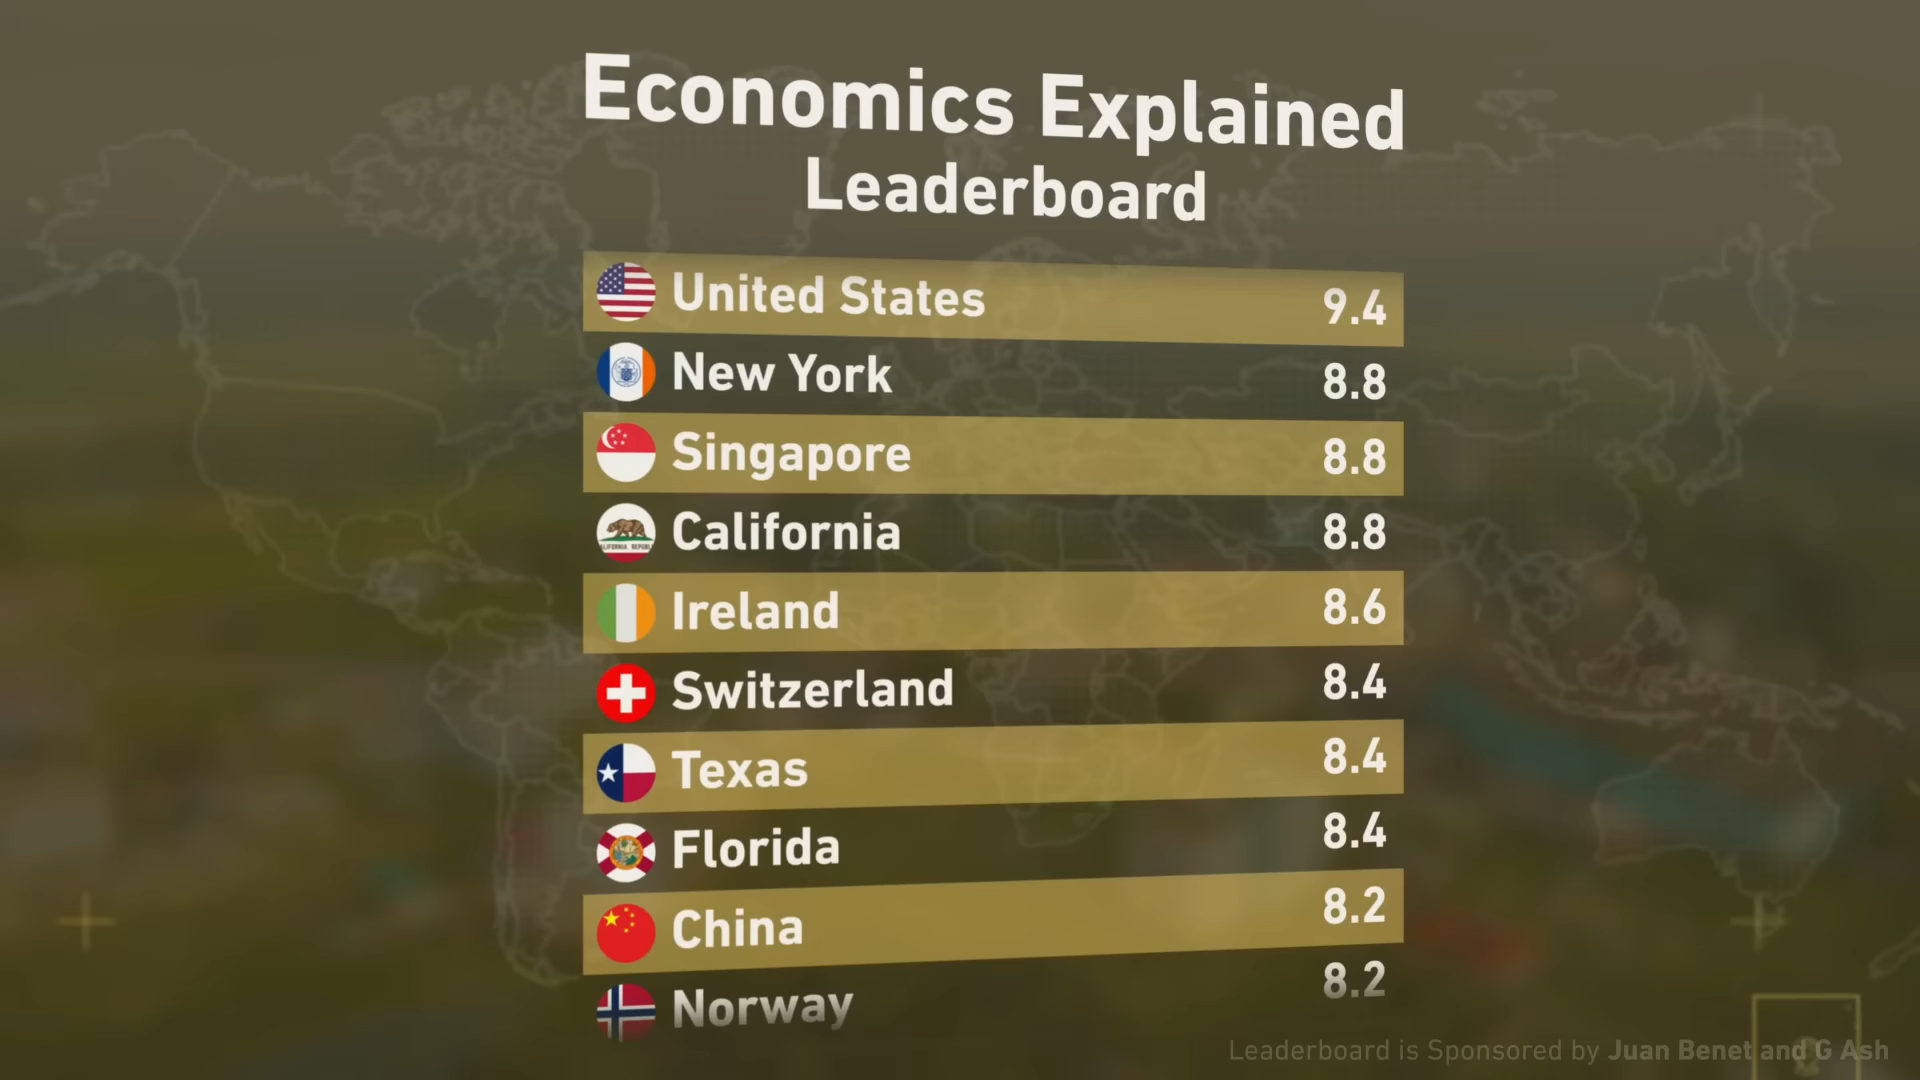 Economics Explained
Leaderboard
United States 9.4
New York 8.8
Singapore 8.8
California 8.8
Ireland 8.6
Switzerland 8.4
Texas 8.4
Florida 8.4
China 8.2
Norway 8.2
Leaderboard is Sponsored by Juan Benet and G Ash